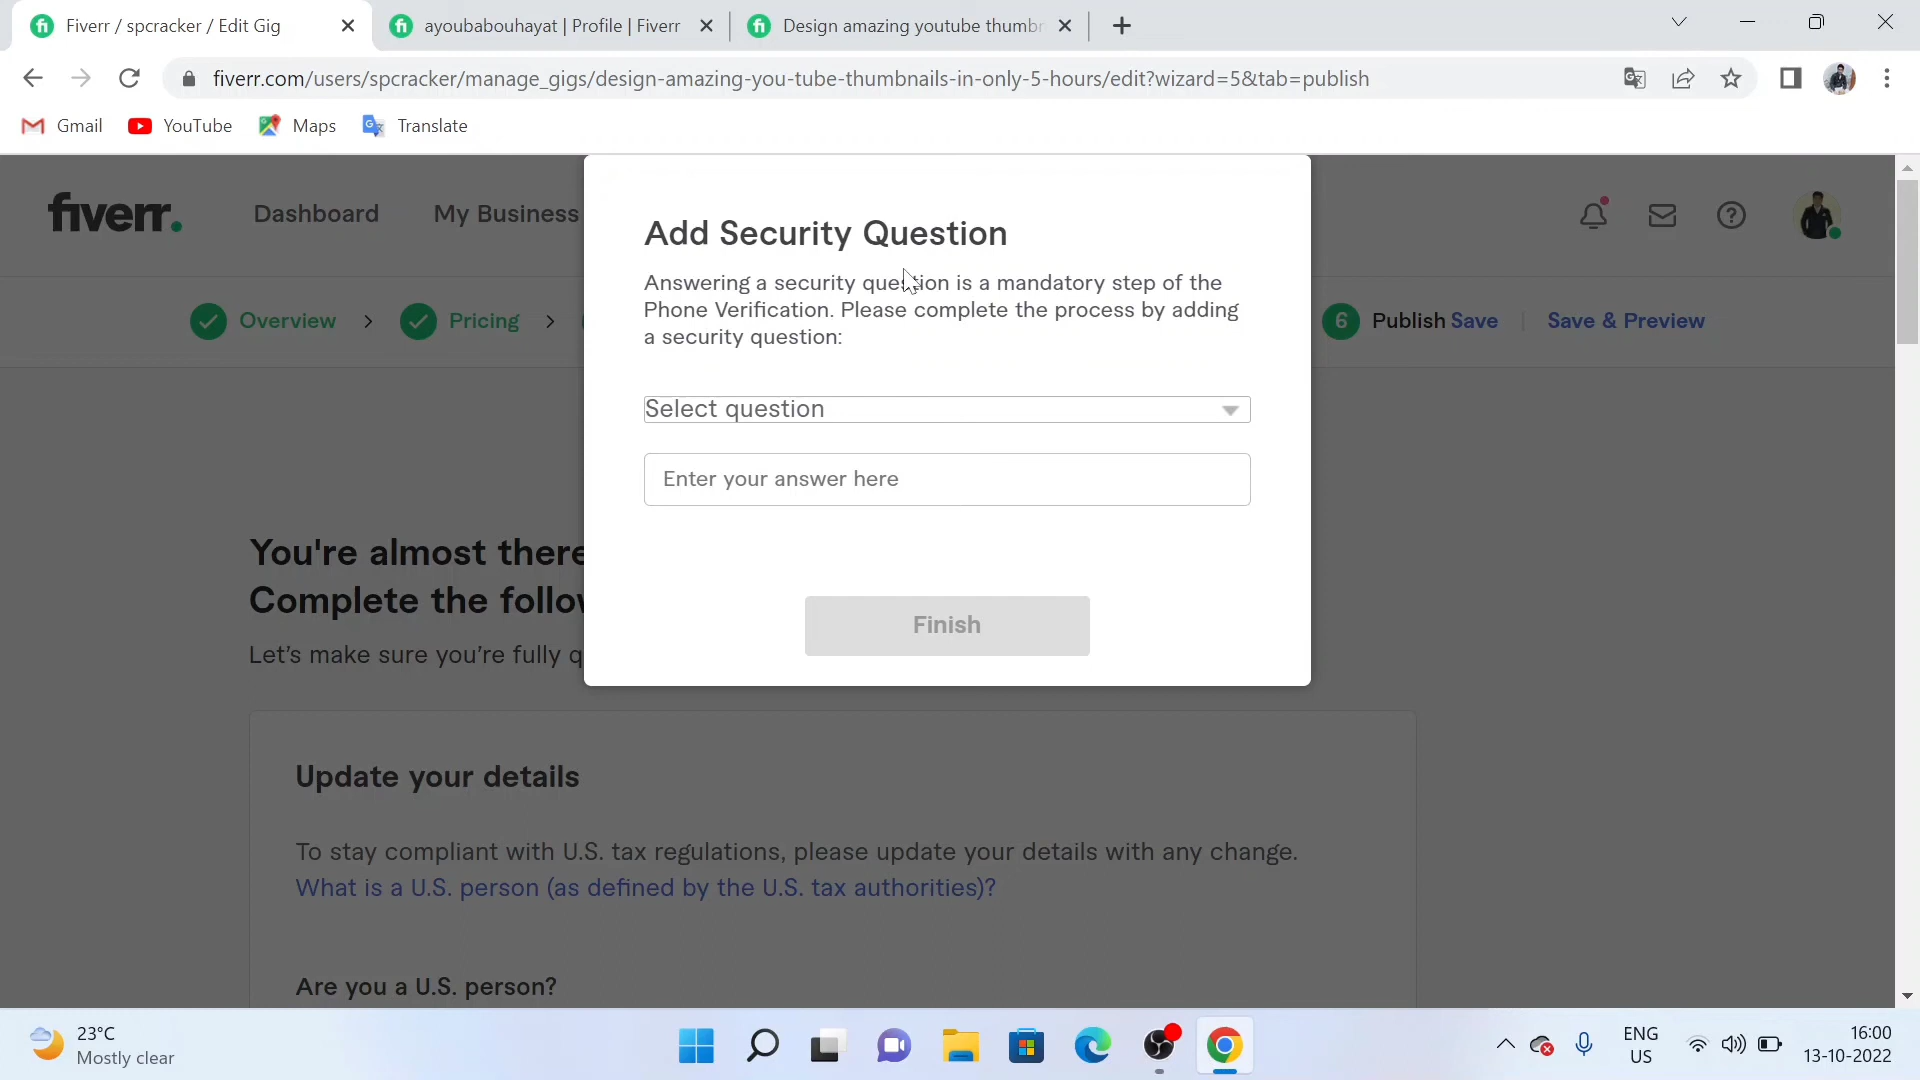 Fiverr / spcracker / Edit Gig
ayoubabouhayat | Profile | Fiverr
Design amazing youtube thumbn
fiverr.com/users/spcracker/manage_gigs/design-amazing-you-tube-thumbnails-in-only-5-hours/edit?wizard=5&tab=publish
Gmail
YouTube
Maps
Translate
fiverr.
Dashboard
My Business
Add Security Question
Answering a security question is a mandatory step of the
Phone Verification. Please complete the process by adding
a security question:
Overview
Pricing
6 Publish
Save
Save & Preview
Select question
Enter your answer here
Finish
You're almost there
Complete the follow
Let's make sure you're fully q
Update your details
To stay compliant with U.S. tax regulations, please update your details with any change.
What is a U.S. person (as defined by the U.S. tax authorities)?
Are you a U.S. person?
23°C
Mostly clear
ENG
US
16:00
13-10-2022